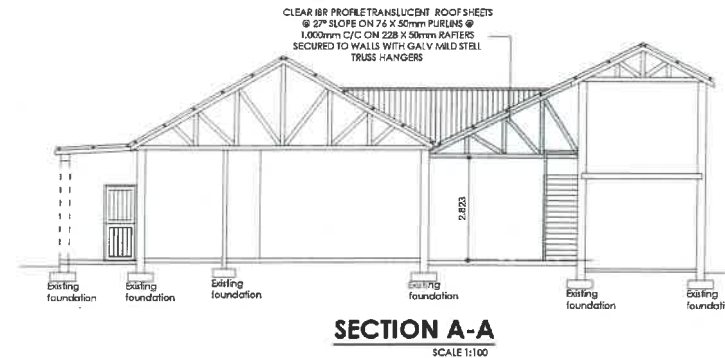 CLEAR IBR PROFILE TRANSLUCENT ROOF SHEETS
@ 27° SLOPE ON 76 X 50mm PURLINS @
1.000mm C/C ON 228 X 50mm RAFTERS
SECURED TO WALLS WITH GALV MILD STELL
TRUSS HANGERS
2.823
Existing
foundation
Existing
foundation
Existing
foundation
Existing
foundation
Existing
foundation
Existing
foundati
SECTION A-A
SCALE 1:100